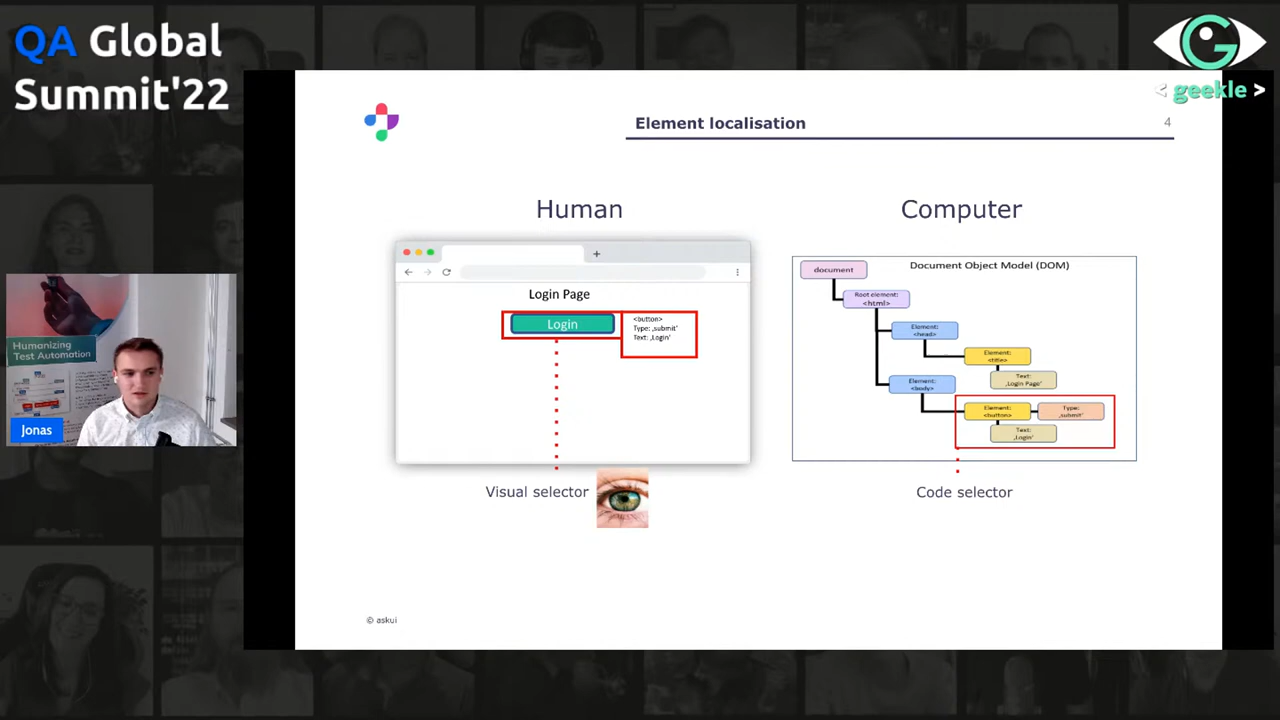 QA Global
Summit'22
< geekle >
Element localisation
4
Human
Computer
+
Login Page
Login
<button>
Type: ‚submit'
Text: ‚Login'
Document Object Model (DOM)
document
Root element:
<html>
Element:
<head>
Element:
<title>
Text:
‚Login Page'
Element:
<body>
Element:
<button>
Type:
‚submit'
Text:
‚Login'
Humanizing
Test Automation
Jonas
Visual selector
Code selector
© askui